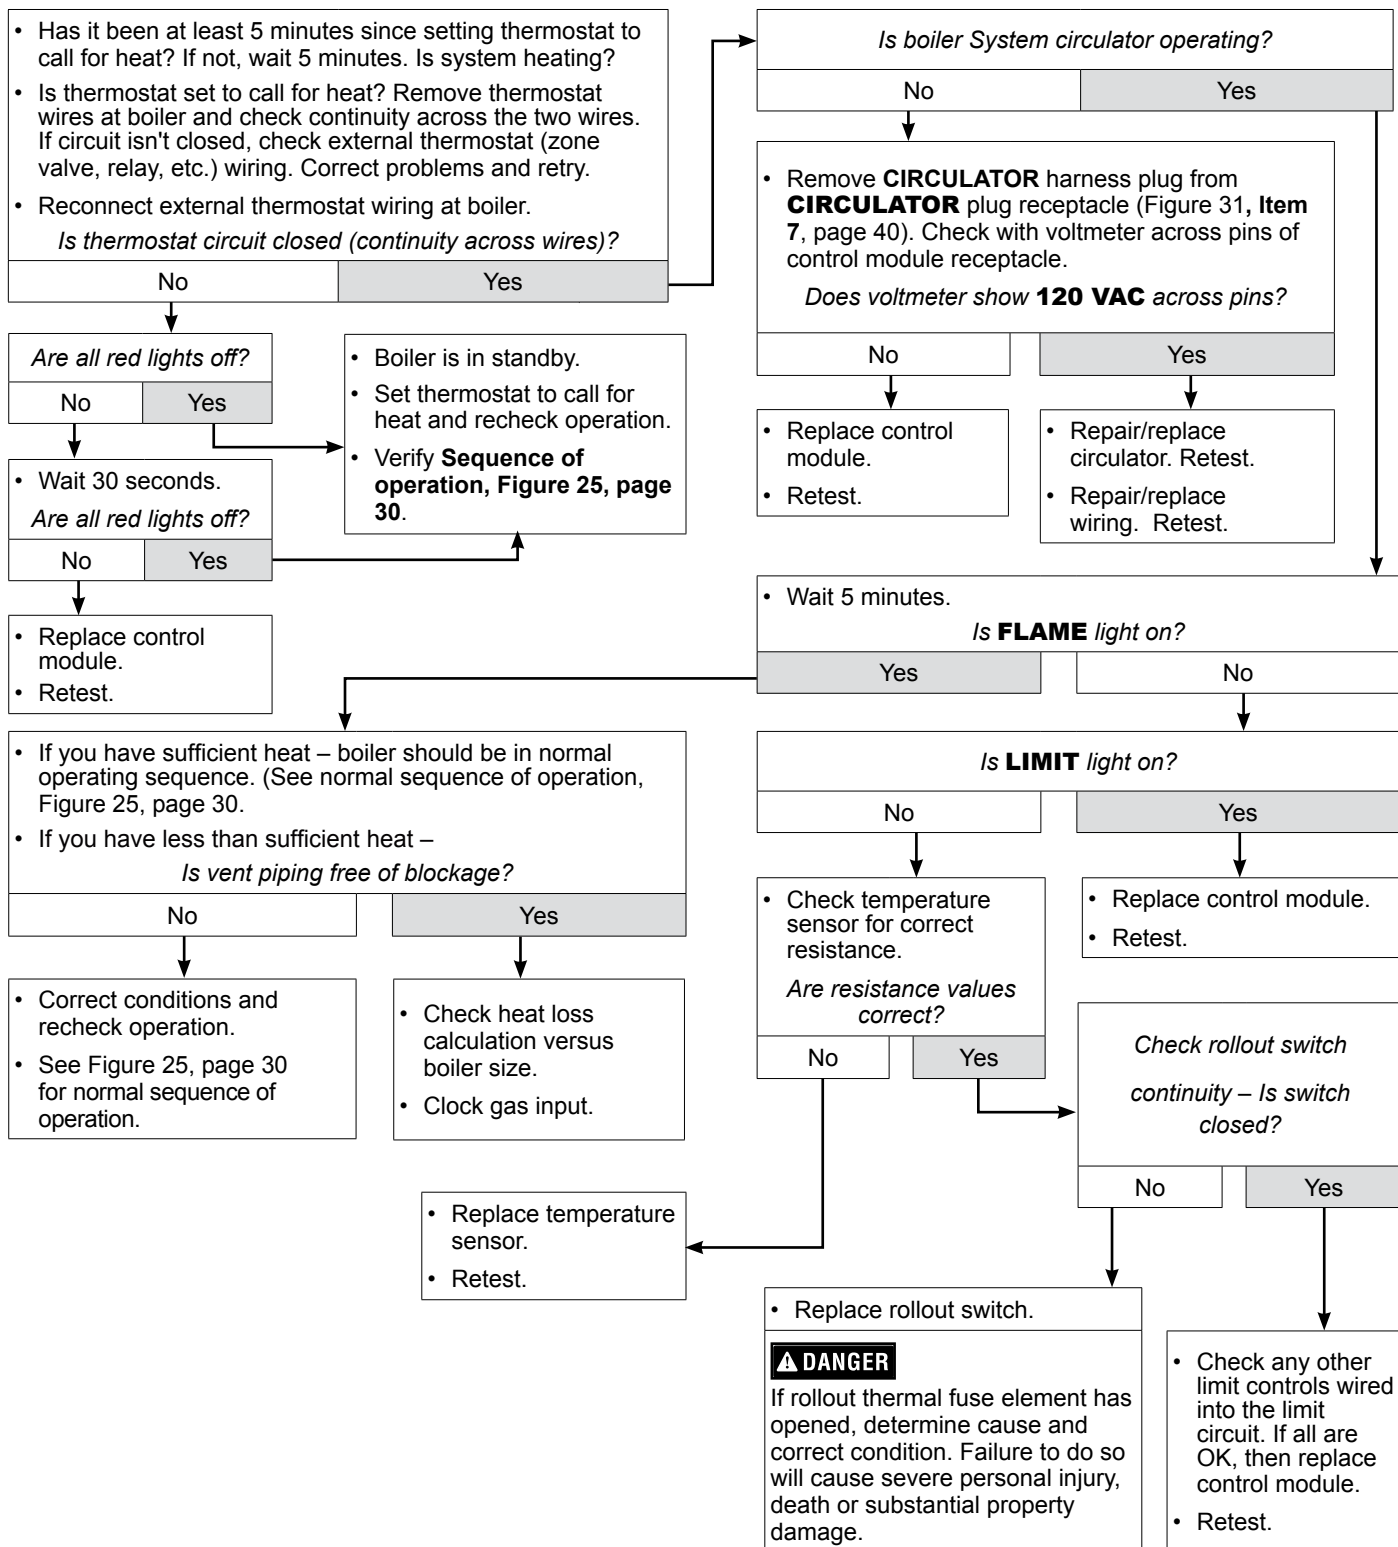 • Has it been at least 5 minutes since setting thermostat to
call for heat? If not, wait 5 minutes. Is system heating?
• Is thermostat set to call for heat? Remove thermostat
wires at boiler and check continuity across the two wires.
If circuit isn't closed, check external thermostat (zone
valve, relay, etc.) wiring. Correct problems and retry.
• Reconnect external thermostat wiring at boiler.
Is thermostat circuit closed (continuity across wires)?
No
Yes
Are all red lights off?
No
Yes
• Wait 30 seconds.
Are all red lights off?
No
Yes
• Replace control
module.
• Retest.
• Boiler is in standby.
• Set thermostat to call for
heat and recheck operation.
• Verify Sequence of
operation, Figure 25, page
30.
Is boiler System circulator operating?
No
Yes
• Remove CIRCULATOR harness plug from
CIRCULATOR plug receptacle (Figure 31, Item
7, page 40). Check with voltmeter across pins of
control module receptacle.
Does voltmeter show 120 VAC across pins?
No
Yes
• Replace control
module.
• Retest.
• Repair/replace
circulator. Retest.
• Repair/replace
wiring. Retest.
• Wait 5 minutes.
Is FLAME light on?
Yes
No
• If you have sufficient heat – boiler should be in normal
operating sequence. (See normal sequence of operation,
Figure 25, page 30.
• If you have less than sufficient heat –
Is vent piping free of blockage?
No
Yes
• Correct conditions and
recheck operation.
• See Figure 25, page 30
for normal sequence of
operation.
• Check heat loss
calculation versus
boiler size.
• Clock gas input.
Is LIMIT light on?
No
Yes
• Check temperature
sensor for correct
resistance.
Are resistance values
correct?
No
Yes
• Replace control module.
• Retest.
Check rollout switch
continuity – Is switch
closed?
No
Yes
• Replace temperature
sensor.
• Retest.
• Replace rollout switch.
DANGER
If rollout thermal fuse element has
opened, determine cause and
correct condition. Failure to do so
will cause severe personal injury,
death or substantial property
damage.
• Check any other
limit controls wired
into the limit
circuit. If all are
OK, then replace
control module.
• Retest.